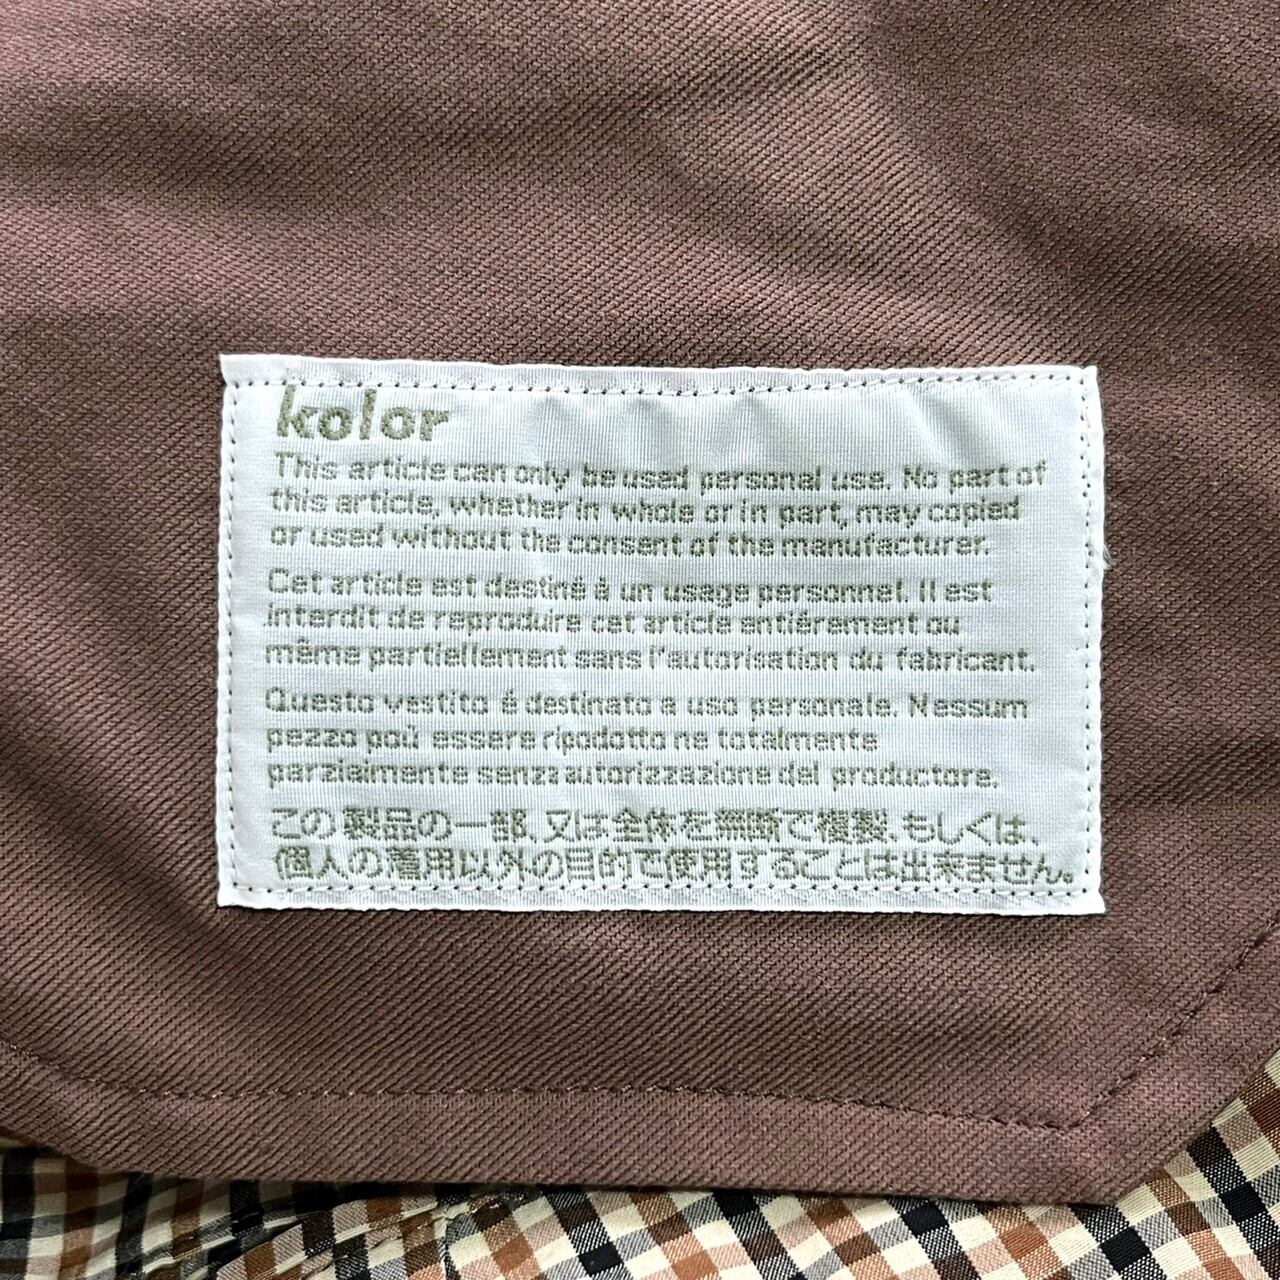 kolor
This article can only be used personal use. No part of
this article, whether in whole or in part, may copied
or used without the consent of the manufacturer.
Cet article est destiné à un usage personnel. Il est
interdit de reproduire cet article entiérement ou
même partiellement sans l'autorisation du fabricant.
Questo vestito é destinato a uso personale. Nessum
pezzo paù essere ripodotto ne totalmente
parzialmente senza autorizzazione del productore.
この製品の一部、又は全体を無断で複製、もしくは、
個人の着用以外の目的で使用することは出来ません。